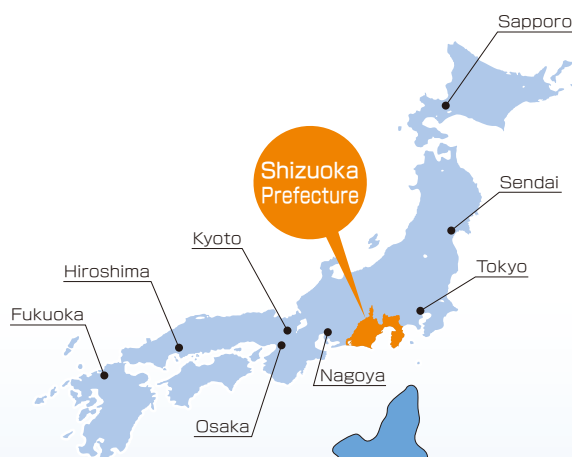 Sapporo
Shizuoka
Prefecture
Sendai
Kyoto
Hiroshima
Tokyo
Fukuoka
Nagoya
Osaka